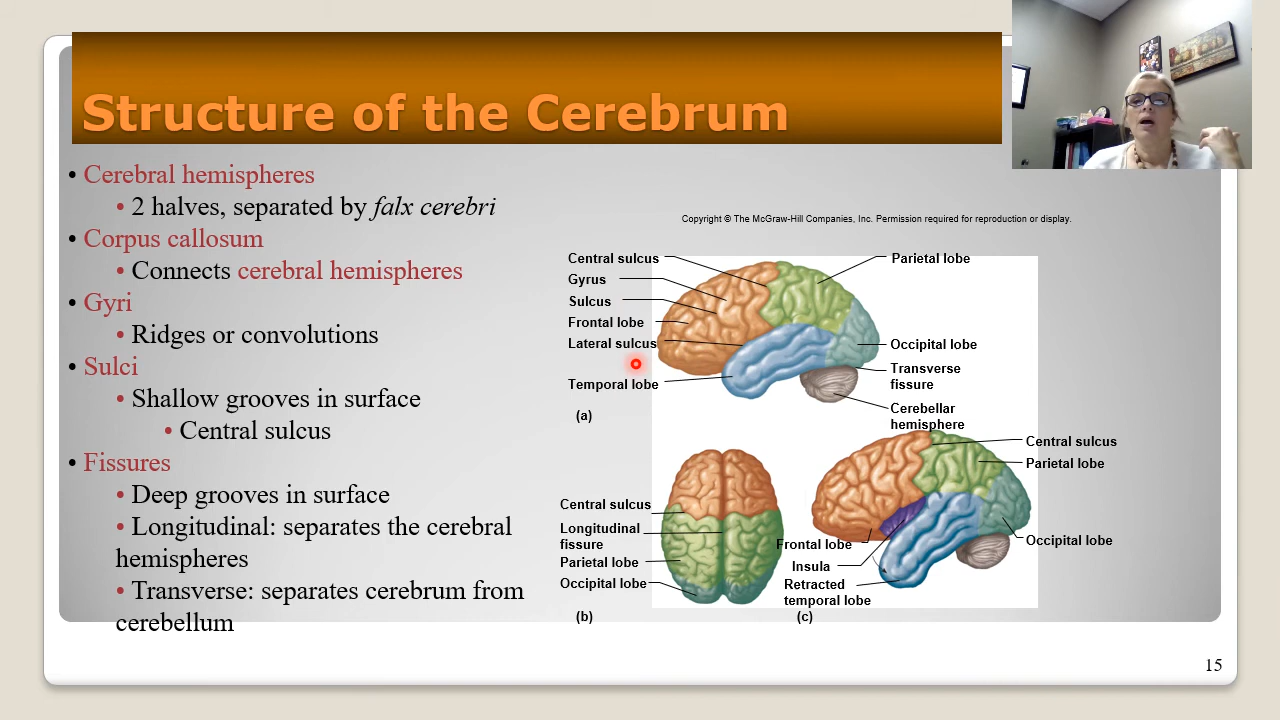 Structure of the Cerebrum
• Cerebral hemispheres
• 2 halves, separated by falx cerebri
• Corpus callosum
• Connects cerebral hemispheres
• Gyri
• Ridges or convolutions
• Sulci
• Shallow grooves in surface
• Central sulcus
• Fissures
• Deep grooves in surface
• Longitudinal: separates the cerebral
hemispheres
• Transverse: separates cerebrum from
cerebellum
Copyright © The McGraw-Hill Companies, Inc. Permission required for reproduction or display.
Central sulcus
Gyrus
Sulcus
Frontal lobe
Lateral sulcus
Temporal lobe
(a)
Parietal lobe
Occipital lobe
Transverse
fissure
Cerebellar
hemisphere
Central sulcus
Longitudinal
fissure
Parietal lobe
Occipital lobe
(b)
Central sulcus
Parietal lobe
Occipital lobe
Frontal lobe
Insula
Retracted
temporal lobe
(c)
15